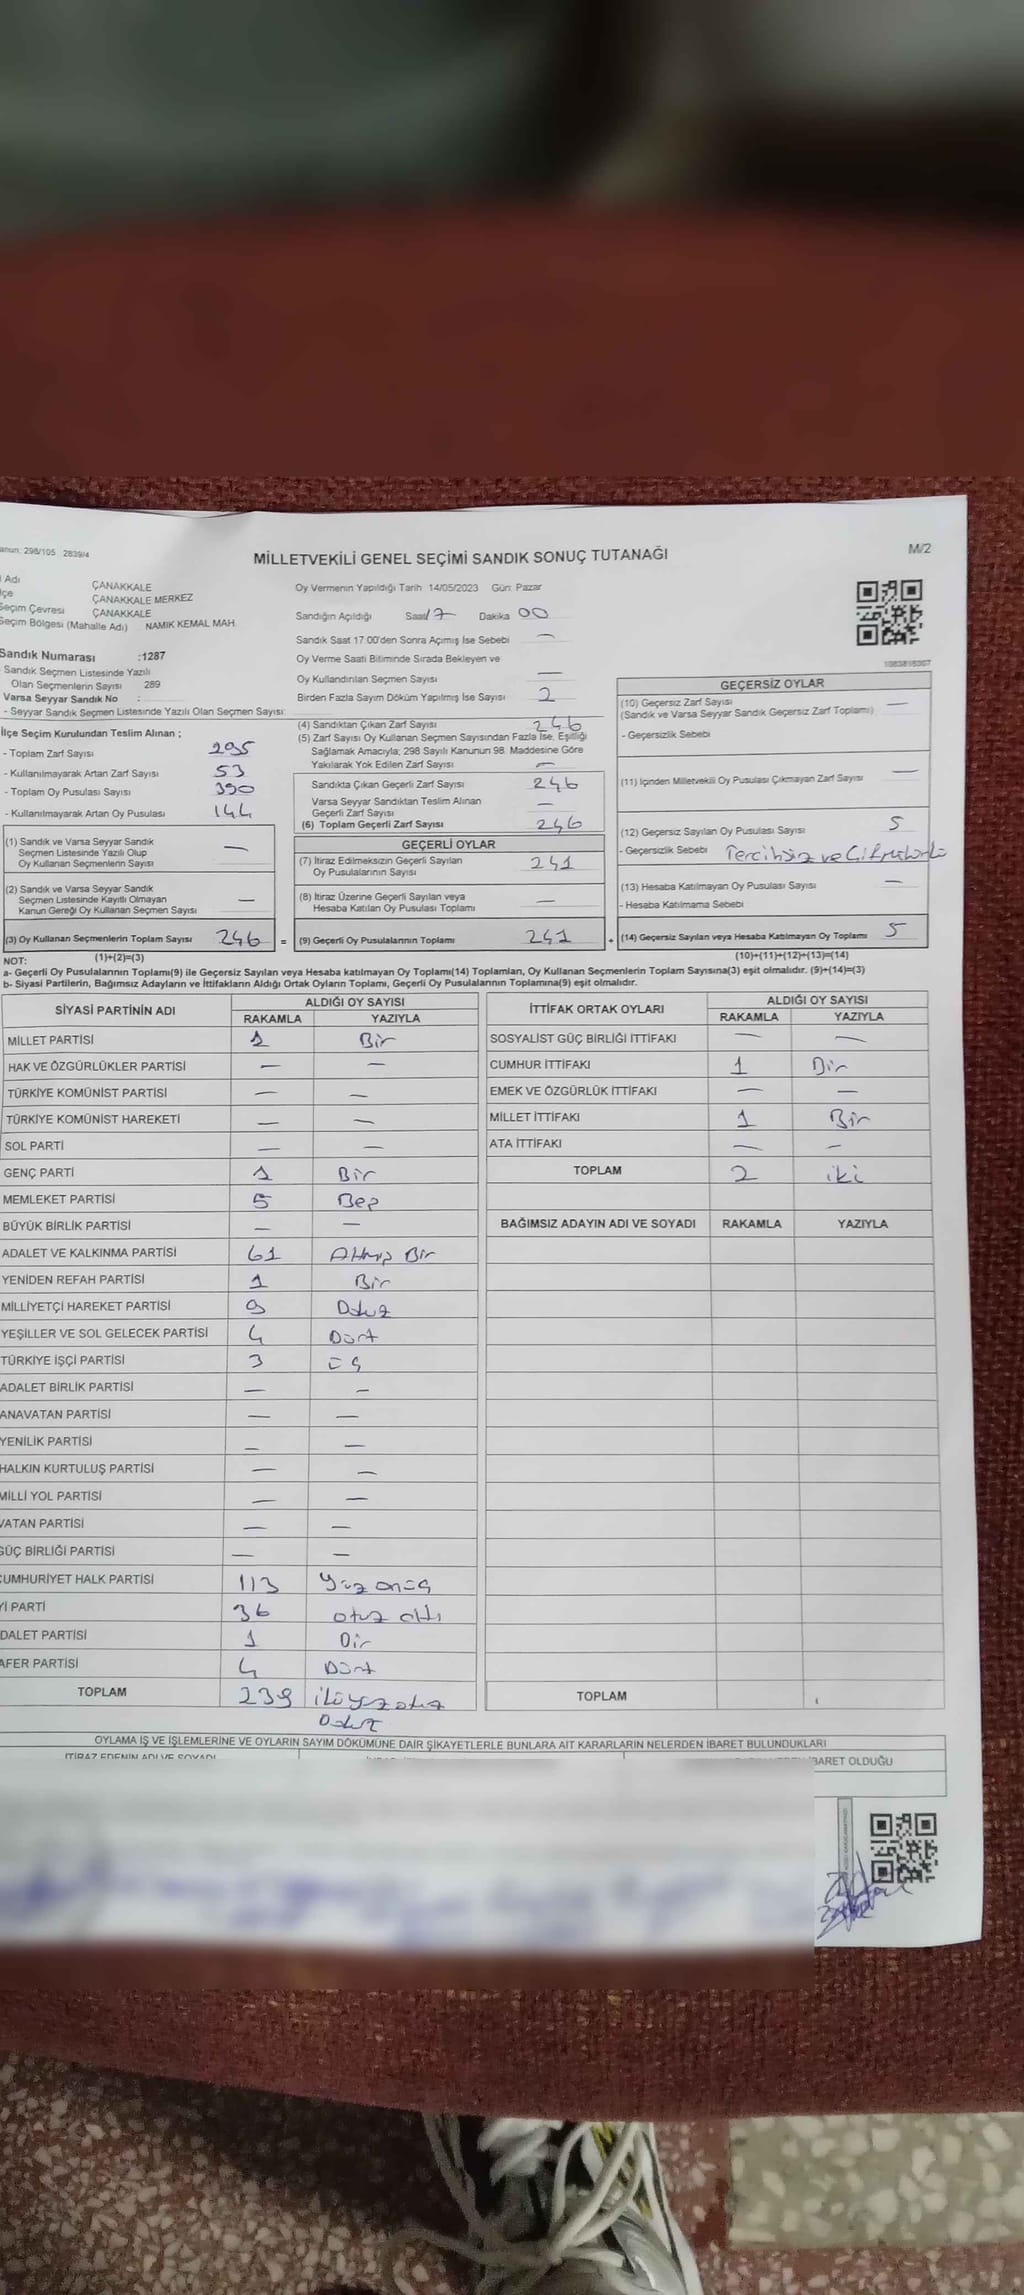 anun: 298/105 2839/4
MİLLETVEKİLİ GENEL SEÇİMİ SANDIK SONUÇ TUTANAĞI
M/2
Adı ÇANAKKALE
çe ÇANAKKALE MERKEZ
Seçim Çevresi ÇANAKKALE
Seçim Bölgesi (Mahalle Adı) NAMIK KEMAL MAH.
Sandık Numarası :1287
Sandık Seçmen Listesinde Yazılı
Olan Seçmenlerin Sayısı 289
Varsa Seyyar Sandık No :
- Seyyar Sandık Seçmen Listesinde Yazılı Olan Seçmen Sayısı:
Oy Vermenin Yapıldığı Tarih 14/05/2023 Gün: Pazar
Sandığın Açıldığı Saat 17 Dakika 00
Sandık Saat 17.00'den Sonra Açımış İse Sebebi —
Oy Verme Saati Bitiminde Sırada Bekleyen ve
Oy Kullandırılan Seçmen Sayısı —
Birden Fazla Sayım Döküm Yapılmış İse Sayısı 2
1083818307
İlçe Seçim Kurulundan Teslim Alınan ;
- Toplam Zarf Sayısı 295
- Kullanılmayarak Artan Zarf Sayısı 53
- Toplam Oy Pusulası Sayısı 390
- Kullanılmayarak Artan Oy Pusulası 144
(1) Sandık ve Varsa Seyyar Sandık
Seçmen Listesinde Yazılı Olup
Oy Kullanan Seçmenlerin Sayısı —
(2) Sandık ve Varsa Seyyar Sandık
Seçmen Listesinde Kayıtlı Olmayan
Kanun Gereği Oy Kullanan Seçmen Sayısı —
(3) Oy Kullanan Seçmenlerin Toplam Sayısı 246 =
(1)+(2)=(3)
(4) Sandıktan Çıkan Zarf Sayısı 246
(5) Zarf Sayısı Oy Kullanan Seçmen Sayısından Fazla İse, Eşitliği
Sağlamak Amacıyla; 298 Sayılı Kanunun 98. Maddesine Göre
Yakılarak Yok Edilen Zarf Sayısı —
Sandıkta Çıkan Geçerli Zarf Sayısı 246
Varsa Seyyar Sandıktan Teslim Alınan
Geçerli Zarf Sayısı —
(6) Toplam Geçerli Zarf Sayısı 246
GEÇERLİ OYLAR
(7) İtiraz Edilmeksizin Geçerli Sayılan
Oy Pusulalarının Sayısı 241
(8) İtiraz Üzerine Geçerli Sayılan veya
Hesaba Katılan Oy Pusulası Toplamı —
(9) Geçerli Oy Pusulalarının Toplamı 241 +
GEÇERSİZ OYLAR
(10) Geçersiz Zarf Sayısı —
(Sandık ve Varsa Seyyar Sandık Geçersiz Zarf Toplamı)
- Geçersizlik Sebebi
(11) İçinden Milletvekili Oy Pusulası Çıkmayan Zarf Sayısı —
(12) Geçersiz Sayılan Oy Pusulası Sayısı 5
- Geçersizlik Sebebi Tercihsiz ve
(13) Hesaba Katılmayan Oy Pusulası Sayısı —
- Hesaba Katılmama Sebebi
(14) Geçersiz Sayılan veya Hesaba Katılmayan Oy Toplamı 5
(10)+(11)+(12)+(13)=(14)
NOT:
a- Geçerli Oy Pusulalarının Toplamı(9) ile Geçersiz Sayılan veya Hesaba katılmayan Oy Toplamı(14) Toplamları, Oy Kullanan Seçmenlerin Toplam Sayısına(3) eşit olmalıdır. (9)+(14)=(3)
b- Siyasi Partilerin, Bağımsız Adayların ve İttifakların Aldığı Ortak Oyların Toplamı, Geçerli Oy Pusulalarının Toplamına(9) eşit olmalıdır.
SİYASİ PARTİNİN ADI ALDIĞI OY SAYISI
RAKAMLA YAZIYLA
MİLLET PARTİSİ 1 Bir
HAK VE ÖZGÜRLÜKLER PARTİSİ — —
TÜRKİYE KOMÜNİST PARTİSİ — —
TÜRKİYE KOMÜNİST HAREKETİ — —
SOL PARTİ — —
GENÇ PARTİ 1 Bir
MEMLEKET PARTİSİ 5 Beş
BÜYÜK BİRLİK PARTİSİ — —
ADALET VE KALKINMA PARTİSİ 61 Altmış Bir
YENİDEN REFAH PARTİSİ 1 Bir
MİLLİYETÇİ HAREKET PARTİSİ 9 Dokuz
YEŞİLLER VE SOL GELECEK PARTİSİ 4 Dört
TÜRKİYE İŞÇİ PARTİSİ 3 üç
ADALET BİRLİK PARTİSİ — —
ANAVATAN PARTİSİ — —
YENİLİK PARTİSİ — —
HALKIN KURTULUŞ PARTİSİ — —
MİLLİ YOL PARTİSİ — —
VATAN PARTİSİ — —
GÜÇ BİRLİĞİ PARTİSİ — —
CUMHURİYET HALK PARTİSİ 113 Yüz onüç
Yİ PARTİ 36 otuz altı
DALET PARTİSİ 1 Bir
AFER PARTİSİ 4 Dört
TOPLAM 239 ikiyüzotuz
Dokuz
İTTİFAK ORTAK OYLARI ALDIĞI OY SAYISI
RAKAMLA YAZIYLA
SOSYALİST GÜÇ BİRLİĞİ İTTİFAKI — —
CUMHUR İTTİFAKI 1 Bir
EMEK VE ÖZGÜRLÜK İTTİFAKI — —
MİLLET İTTİFAKI 1 Bir
ATA İTTİFAKI — —
TOPLAM 2 iki
BAĞIMSIZ ADAYIN ADI VE SOYADI RAKAMLA YAZIYLA
TOPLAM
OYLAMA İŞ VE İŞLEMLERİNE VE OYLARIN SAYIM DÖKÜMÜNE DAİR ŞİKAYETLERLE BUNLARA AİT KARARLARIN NELERDEN İBARET BULUNDUKLARI
İTİRAZ EDENİN ADI VE SOYADI
BARET OLDUĞU